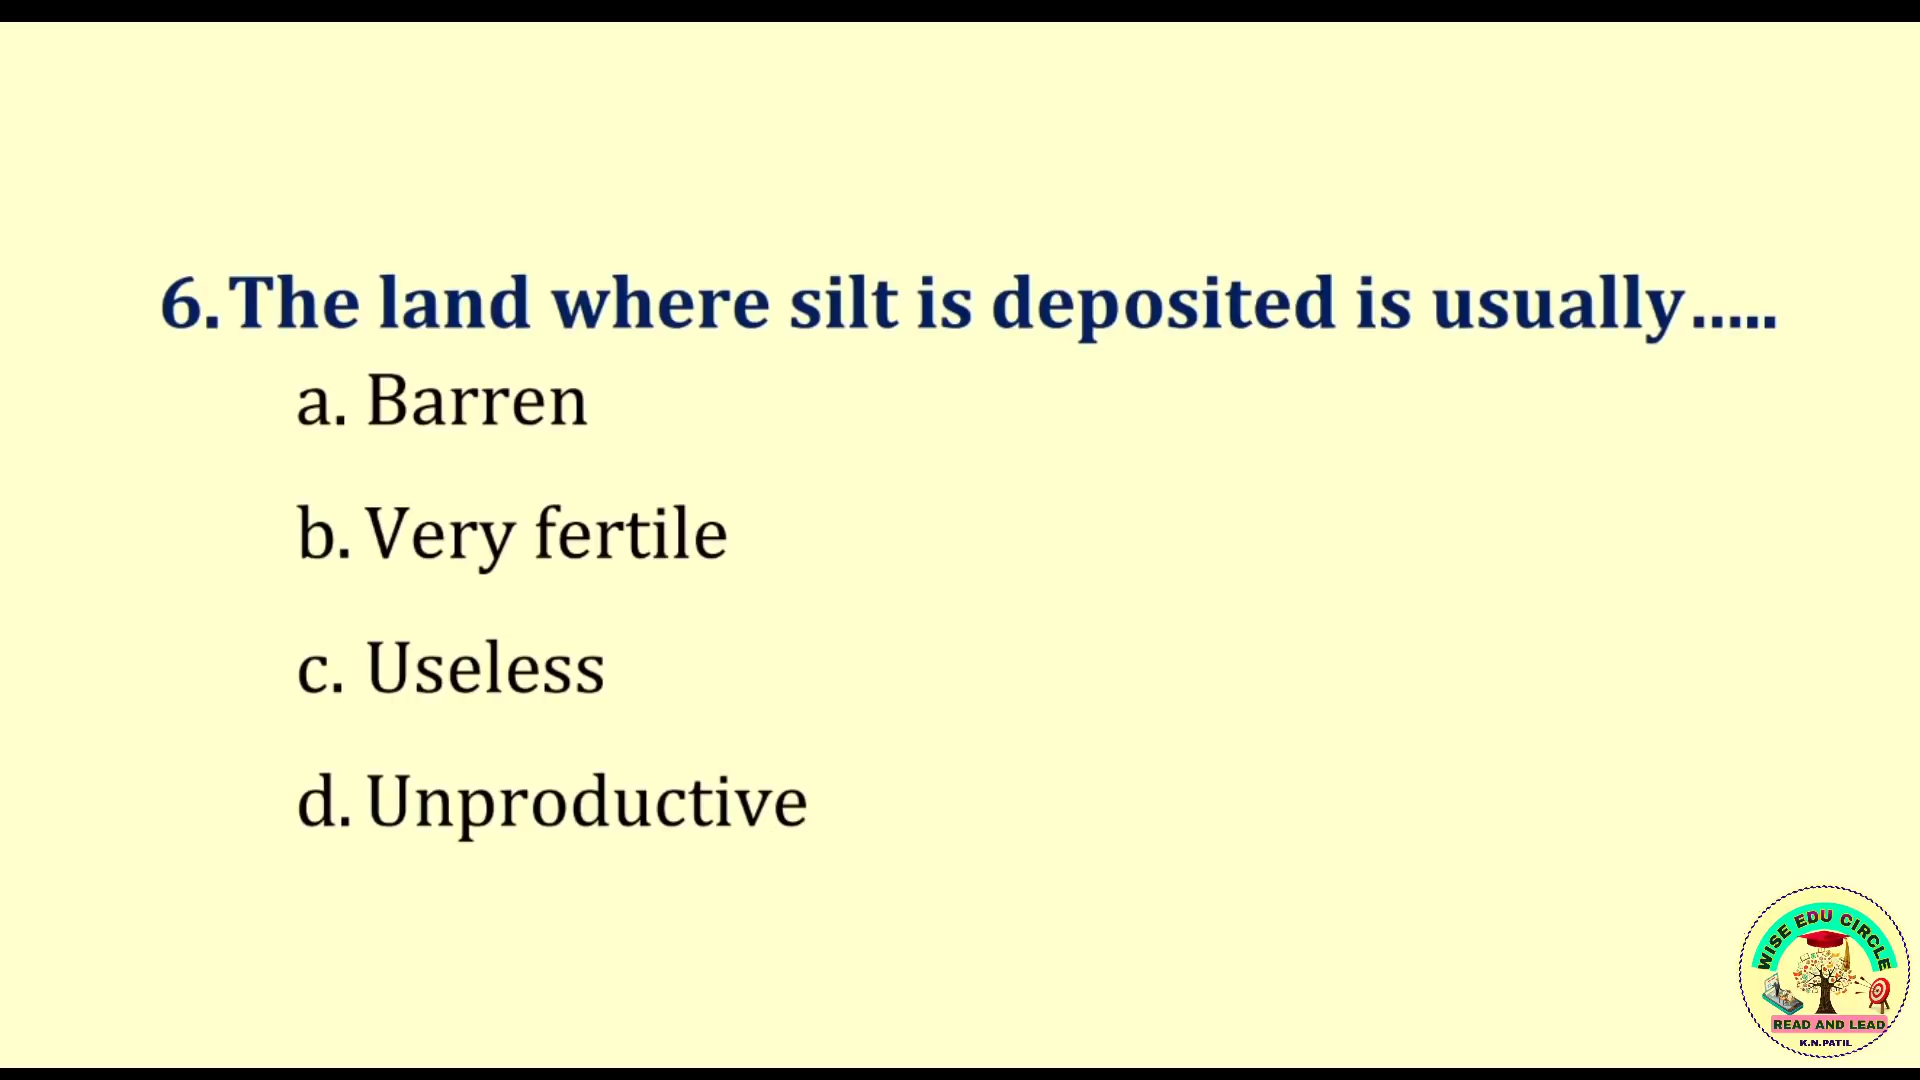 6. The land where silt is deposited is usually.....
a. Barren
b. Very fertile
c. Useless
d. Unproductive
WISE EDU CIRCLE
READ AND LEAD
K.N.PATIL